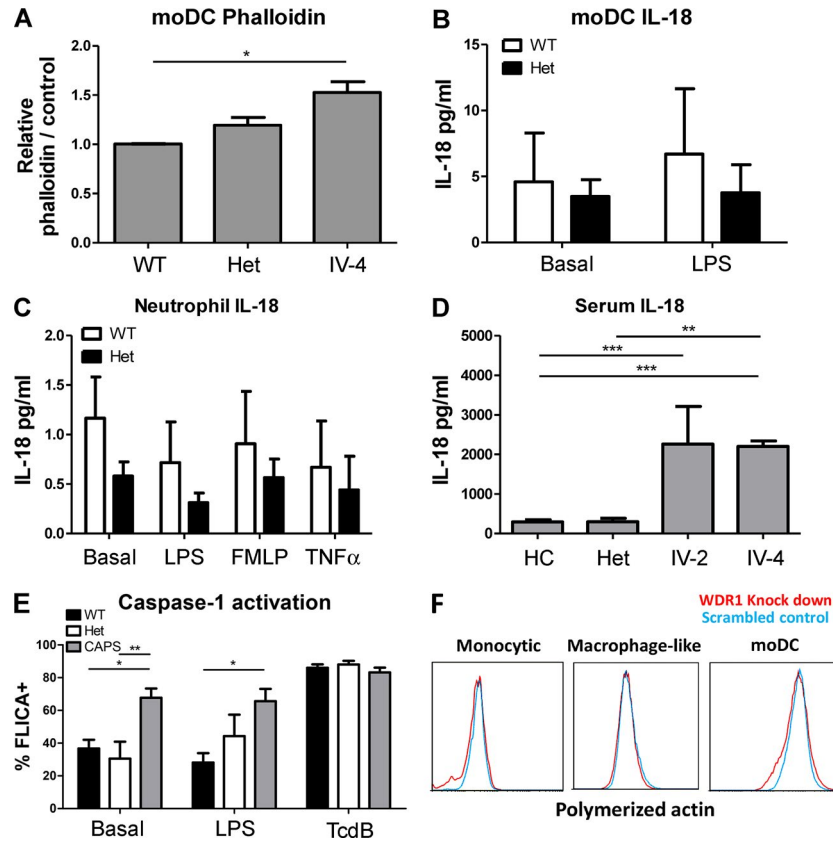 A
moDC Phalloidin
Relative
phalloidin / control
2.0
1.5
1.0
0.5
0.0
*
WT Het IV-4
B
moDC IL-18
WT
Het
IL-18 pg/ml
15
10
5
0
Basal LPS
C
Neutrophil IL-18
WT
Het
IL-18 pg/ml
2.0
1.5
1.0
0.5
0.0
Basal LPS FMLP TNFα
D
Serum IL-18
IL-18 pg/ml
5000
4000
3000
2000
1000
0
**
***
***
HC Het IV-2 IV-4
E
Caspase-1 activation
WT
Het
CAPS
% FLICA+
100
80
60
40
20
0
**
*
*
Basal LPS TcdB
F
WDR1 Knock down
Scrambled control
Monocytic Macrophage-like moDC
Polymerized actin